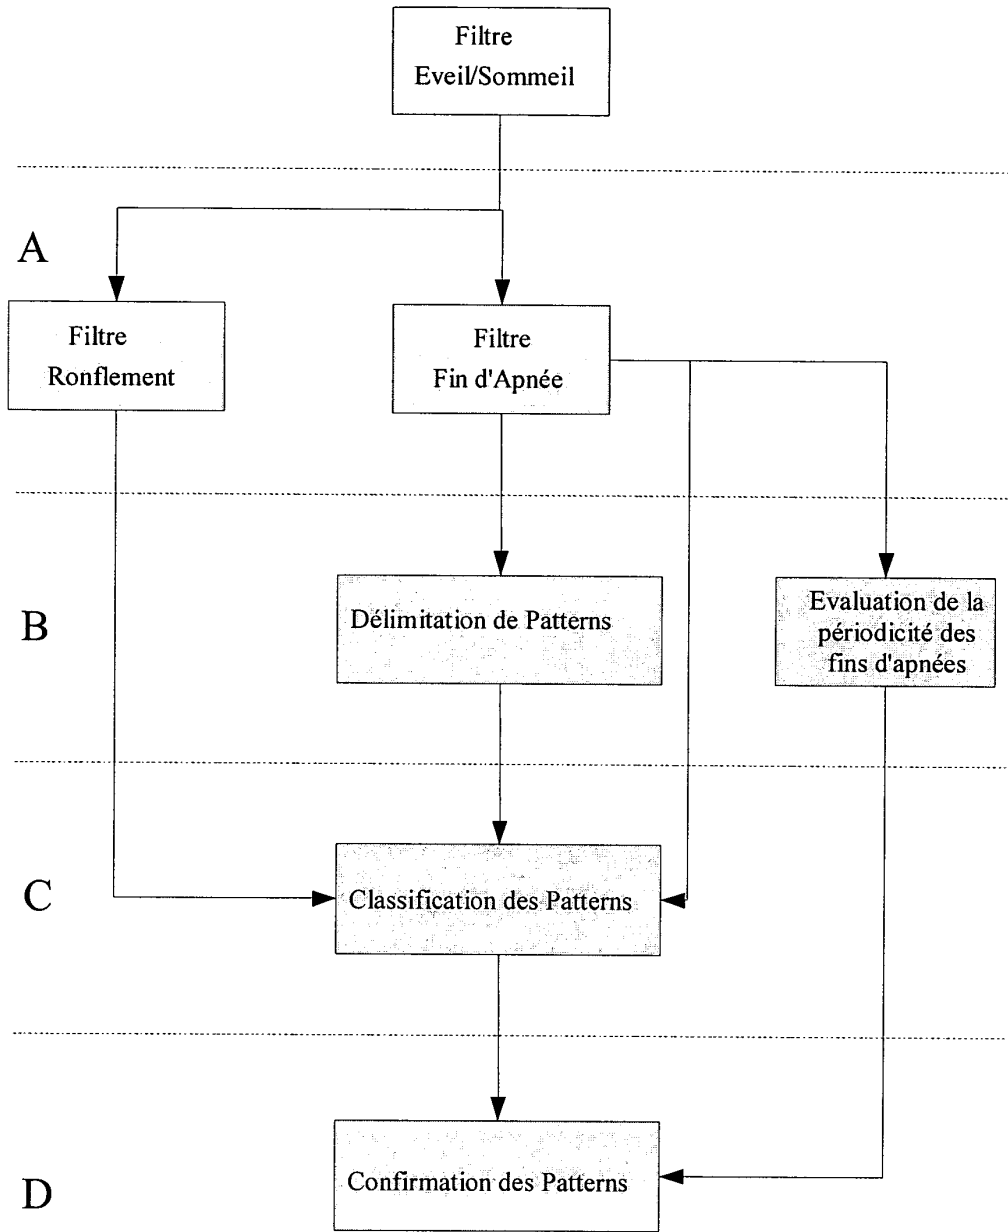 Filtre
Eveil/Sommeil
A
Filtre
Ronflement
Filtre
Fin d'Apnée
B
Délimitation de Patterns
Evaluation de la
périodicité des
fins d'apnées
C
Classification des Patterns
D
Confirmation des Patterns